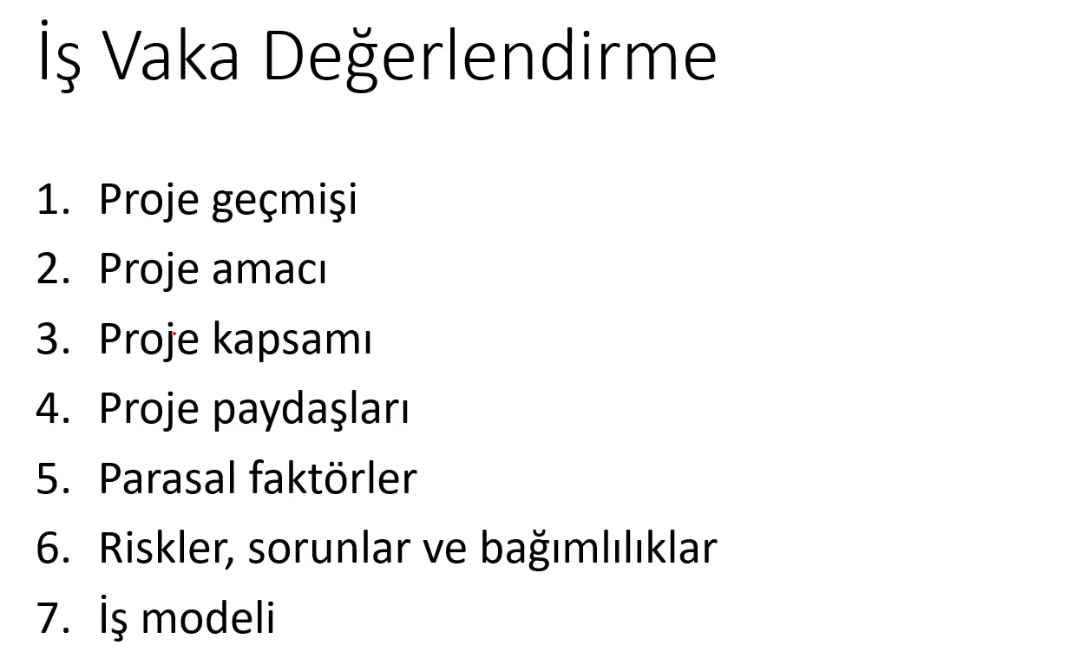 İş Vaka Değerlendirme
1. Proje geçmişi
2. Proje amacı
3. Proje kapsamı
4. Proje paydaşları
5. Parasal faktörler
6. Riskler, sorunlar ve bağımlılıklar
7. İş modeli